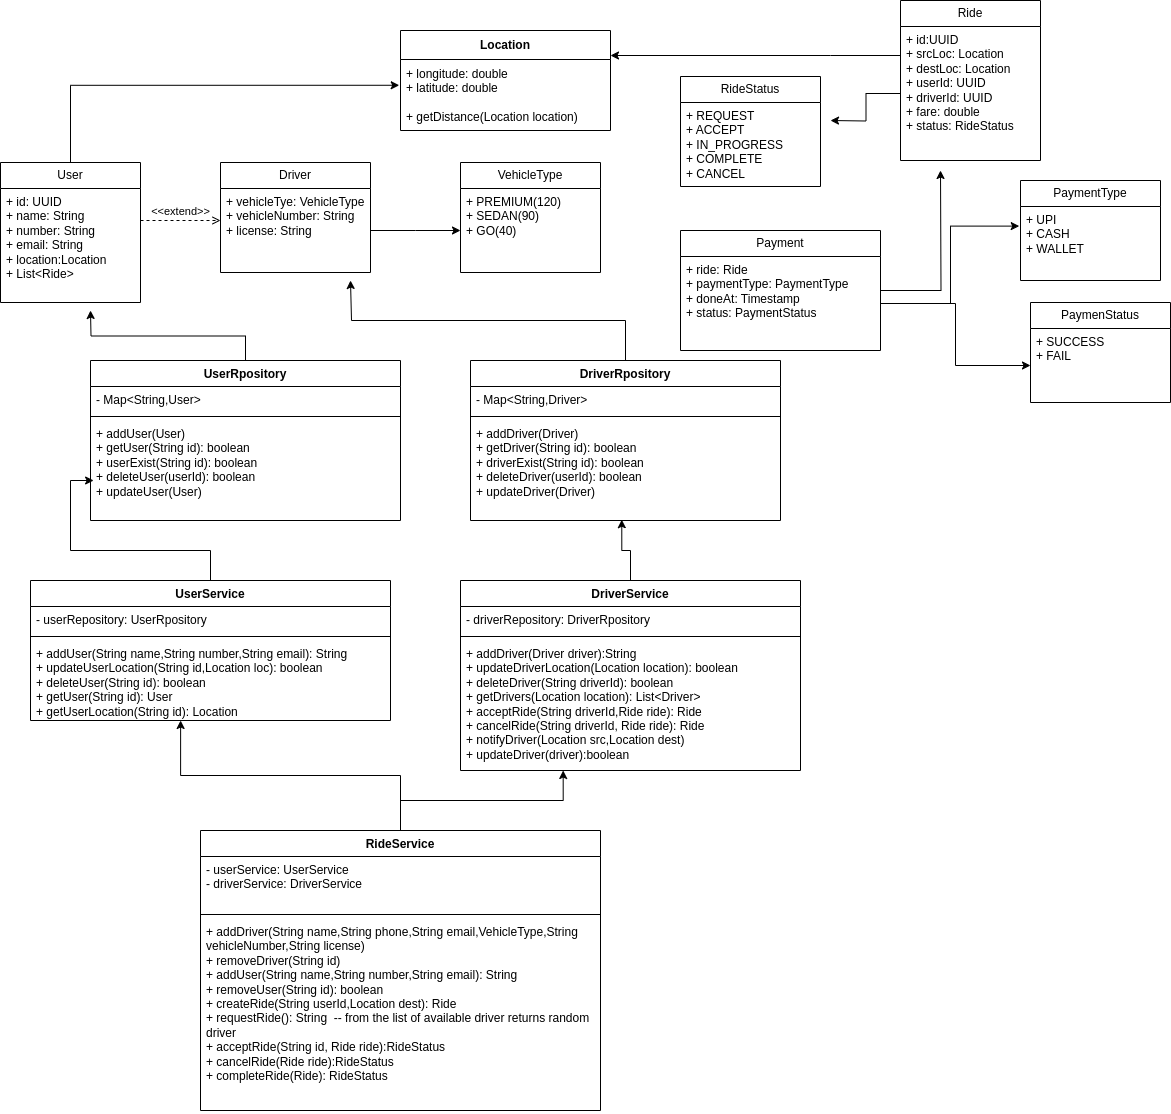 Ride
+ id:UUID
+ srcLoc: Location
+ destLoc: Location
+ userId: UUID
+ driverId: UUID
+ fare: double
+ status: RideStatus
Location
+ longitude: double
+ latitude: double
+ getDistance(Location location)
RideStatus
+ REQUEST
+ ACCEPT
+ IN_PROGRESS
+ COMPLETE
+ CANCEL
User
+ id: UUID
+ name: String
+ number: String
+ email: String
+ location:Location
+ List<Ride>
<<extend>>
Driver
+ vehicleTye: VehicleType
+ vehicleNumber: String
+ license: String
VehicleType
+ PREMIUM(120)
+ SEDAN(90)
+ GO(40)
PaymentType
+ UPI
+ CASH
+ WALLET
Payment
+ ride: Ride
+ paymentType: PaymentType
+ doneAt: Timestamp
+ status: PaymentStatus
PaymenStatus
+ SUCCESS
+ FAIL
UserRpository
- Map<String,User>
+ addUser(User)
+ getUser(String id): boolean
+ userExist(String id): boolean
+ deleteUser(userId): boolean
+ updateUser(User)
DriverRpository
- Map<String,Driver>
+ addDriver(Driver)
+ getDriver(String id): boolean
+ driverExist(String id): boolean
+ deleteDriver(userId): boolean
+ updateDriver(Driver)
UserService
- userRepository: UserRpository
+ addUser(String name,String number,String email): String
+ updateUserLocation(String id,Location loc): boolean
+ deleteUser(String id): boolean
+ getUser(String id): User
+ getUserLocation(String id): Location
DriverService
- driverRepository: DriverRpository
+ addDriver(Driver driver):String
+ updateDriverLocation(Location location): boolean
+ deleteDriver(String driverId): boolean
+ getDrivers(Location location): List<Driver>
+ acceptRide(String driverId,Ride ride): Ride
+ cancelRide(String driverId, Ride ride): Ride
+ notifyDriver(Location src,Location dest)
+ updateDriver(driver):boolean
RideService
- userService: UserService
- driverService: DriverService
+ addDriver(String name,String phone,String email,VehicleType,String
vehicleNumber,String license)
+ removeDriver(String id)
+ addUser(String name,String number,String email): String
+ removeUser(String id): boolean
+ createRide(String userId,Location dest): Ride
+ requestRide(): String  -- from the list of available driver returns random
driver
+ acceptRide(String id, Ride ride):RideStatus
+ cancelRide(Ride ride):RideStatus
+ completeRide(Ride): RideStatus